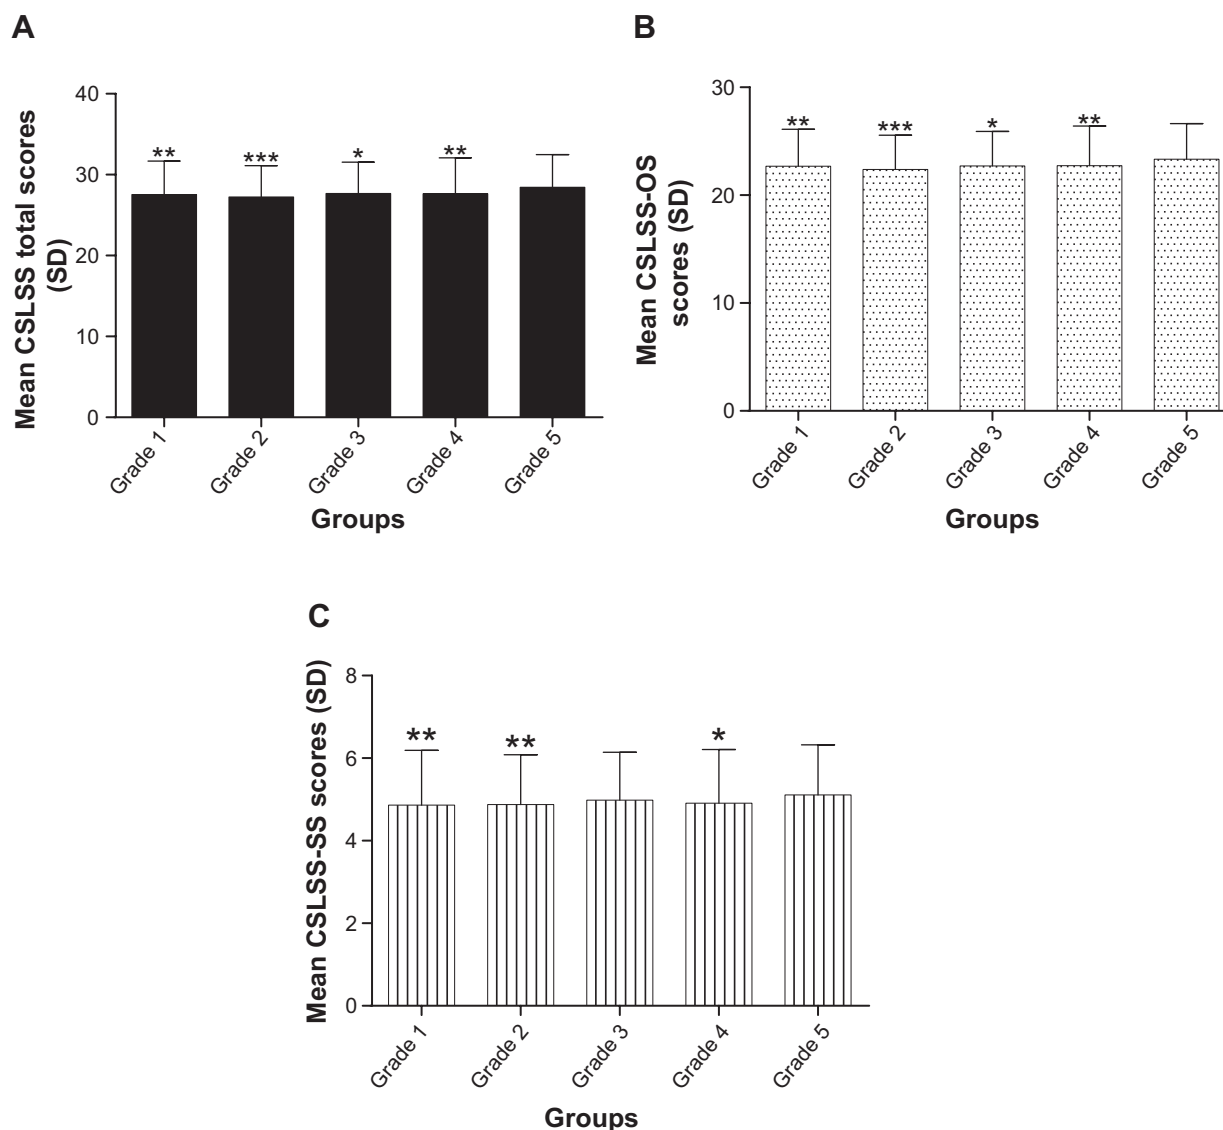 A
Mean CSLSS total scores
(SD)
40
30
20
10
0
** *** * **
Grade 1 Grade 2 Grade 3 Grade 4 Grade 5
Groups
B
Mean CSLSS-OS
scores (SD)
30
20
10
0
** *** * **
Grade 1 Grade 2 Grade 3 Grade 4 Grade 5
Groups
C
Mean CSLSS-SS scores (SD)
8
6
4
2
0
** ** *
Grade 1 Grade 2 Grade 3 Grade 4 Grade 5
Groups